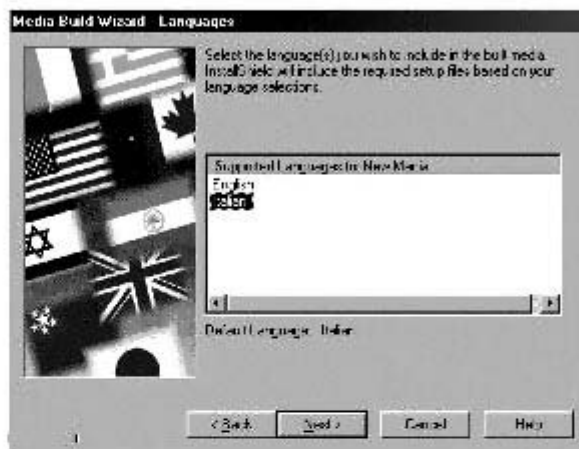 Media Build Wizard - Languages
Select the language(s) you wish to include in the built media.
InstallShield will include the required setup files based on your
language selections.
Supported Languages for New Media
English
Italian
Default Language: Italian
< Back
Next >
Cancel
Help